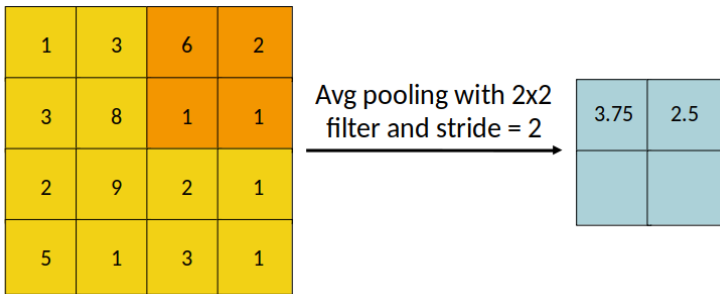 1 3 6 2
3 8 1 1
2 9 2 1
5 1 3 1
Avg pooling with 2x2
filter and stride = 2
3.75 2.5